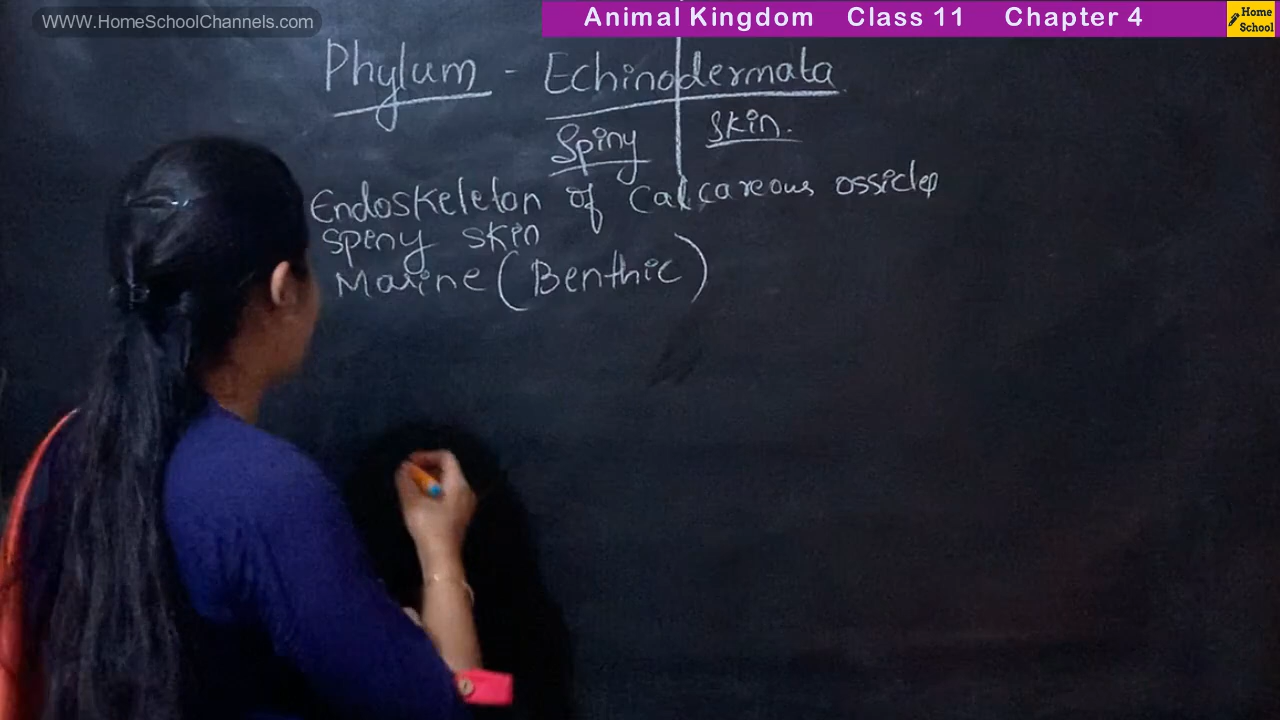 WWW.HomeSchoolChannels.com
Animal Kingdom Class 11 Chapter 4
Home
School
Phylum - Echinodermata
Spiny Skin.
Endoskeleton of Calcareous ossicles
Spiny skin
Marine (Benthic)